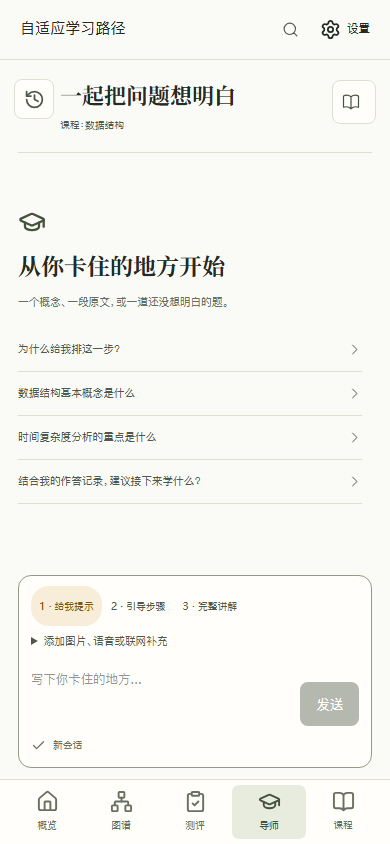 自适应学习路径
设置
一起把问题想明白
课程：数据结构
从你卡住的地方开始
一个概念、一段原文，或一道还没想明白的题。
为什么给我排这一步？
数据结构基本概念是什么
时间复杂度分析的重点是什么
结合我的作答记录，建议接下来学什么？
1 · 给我提示 2 · 引导步骤 3 · 完整讲解
▶ 添加图片、语音或联网补充
写下你卡住的地方...
发送
新会话
概览 图谱 测评 导师 课程